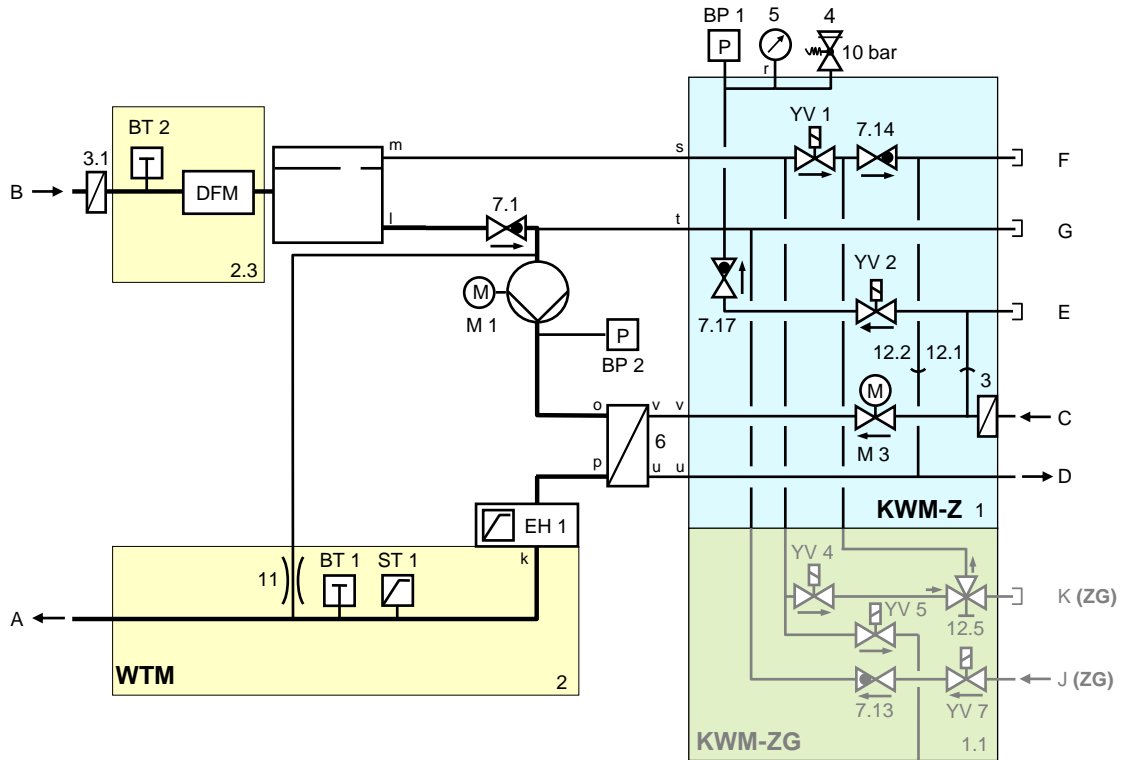 BP 1
5
4
P
10 bar
r
YV 1
7.14
BT 2
3.1
m
s
F
B
DFM
l
7.1
t
G
2.3
YV 2
M
M 1
7.17
E
P
BP 2
12.2
12.1
3
M
o
v
v
C
6
M 3
p
u
u
D
KWM-Z
1
EH 1
k
YV 4
11
BT 1
ST 1
YV 5
K (ZG)
A
12.5
WTM
2
J (ZG)
7.13
YV 7
KWM-ZG
1.1